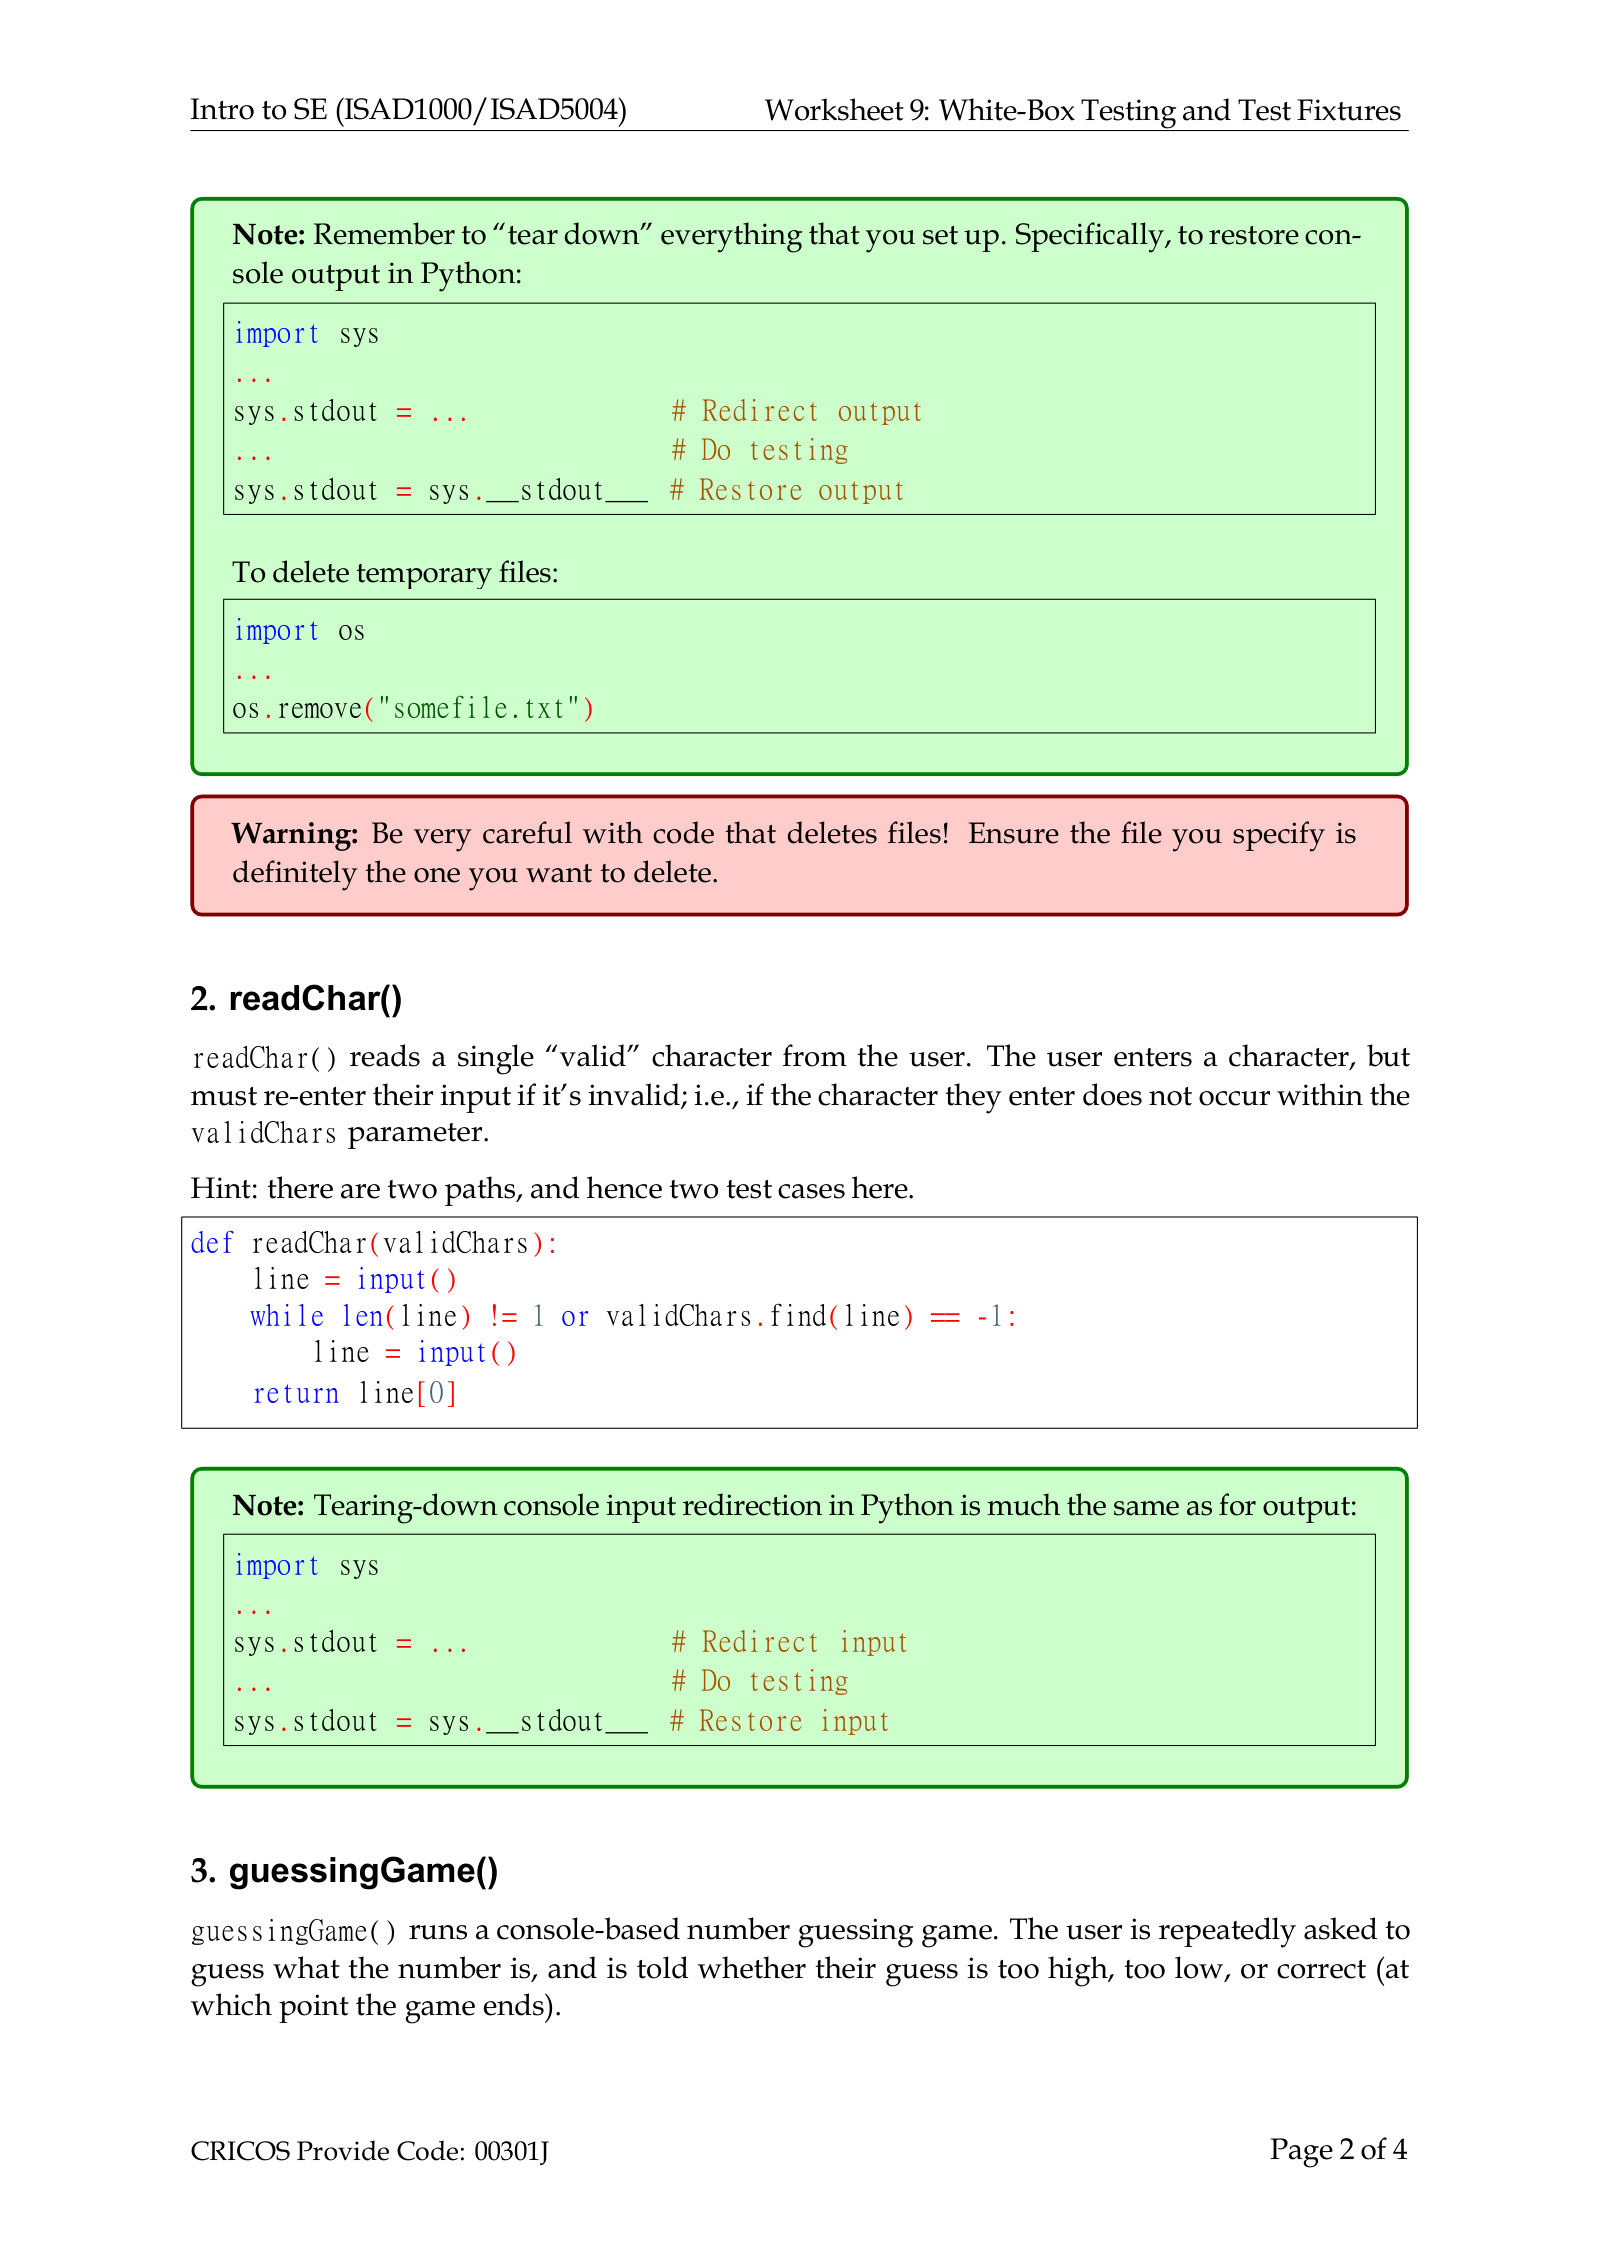 Intro to SE (ISAD1000/ISAD5004) Worksheet 9: White-Box Testing and Test Fixtures
Note: Remember to “tear down” everything that you set up. Specifically, to restore con-
sole output in Python:
import sys
...
sys.stdout = ... # Redirect output
... # Do testing
sys.stdout = sys.__stdout__ # Restore output
To delete temporary files:
import os
...
os.remove("somefile.txt")
Warning: Be very careful with code that deletes files! Ensure the file you specify is
definitely the one you want to delete.
2. readChar()
readChar() reads a single “valid” character from the user. The user enters a character, but
must re-enter their input if it’s invalid; i.e., if the character they enter does not occur within the
validChars parameter.
Hint: there are two paths, and hence two test cases here.
def readChar(validChars):
    line = input()
    while len(line) != 1 or validChars.find(line) == -1:
        line = input()
    return line[0]
Note: Tearing-down console input redirection in Python is much the same as for output:
import sys
...
sys.stdout = ... # Redirect input
... # Do testing
sys.stdout = sys.__stdout__ # Restore input
3. guessingGame()
guessingGame() runs a console-based number guessing game. The user is repeatedly asked to
guess what the number is, and is told whether their guess is too high, too low, or correct (at
which point the game ends).
CRICOS Provide Code: 00301J Page 2 of 4